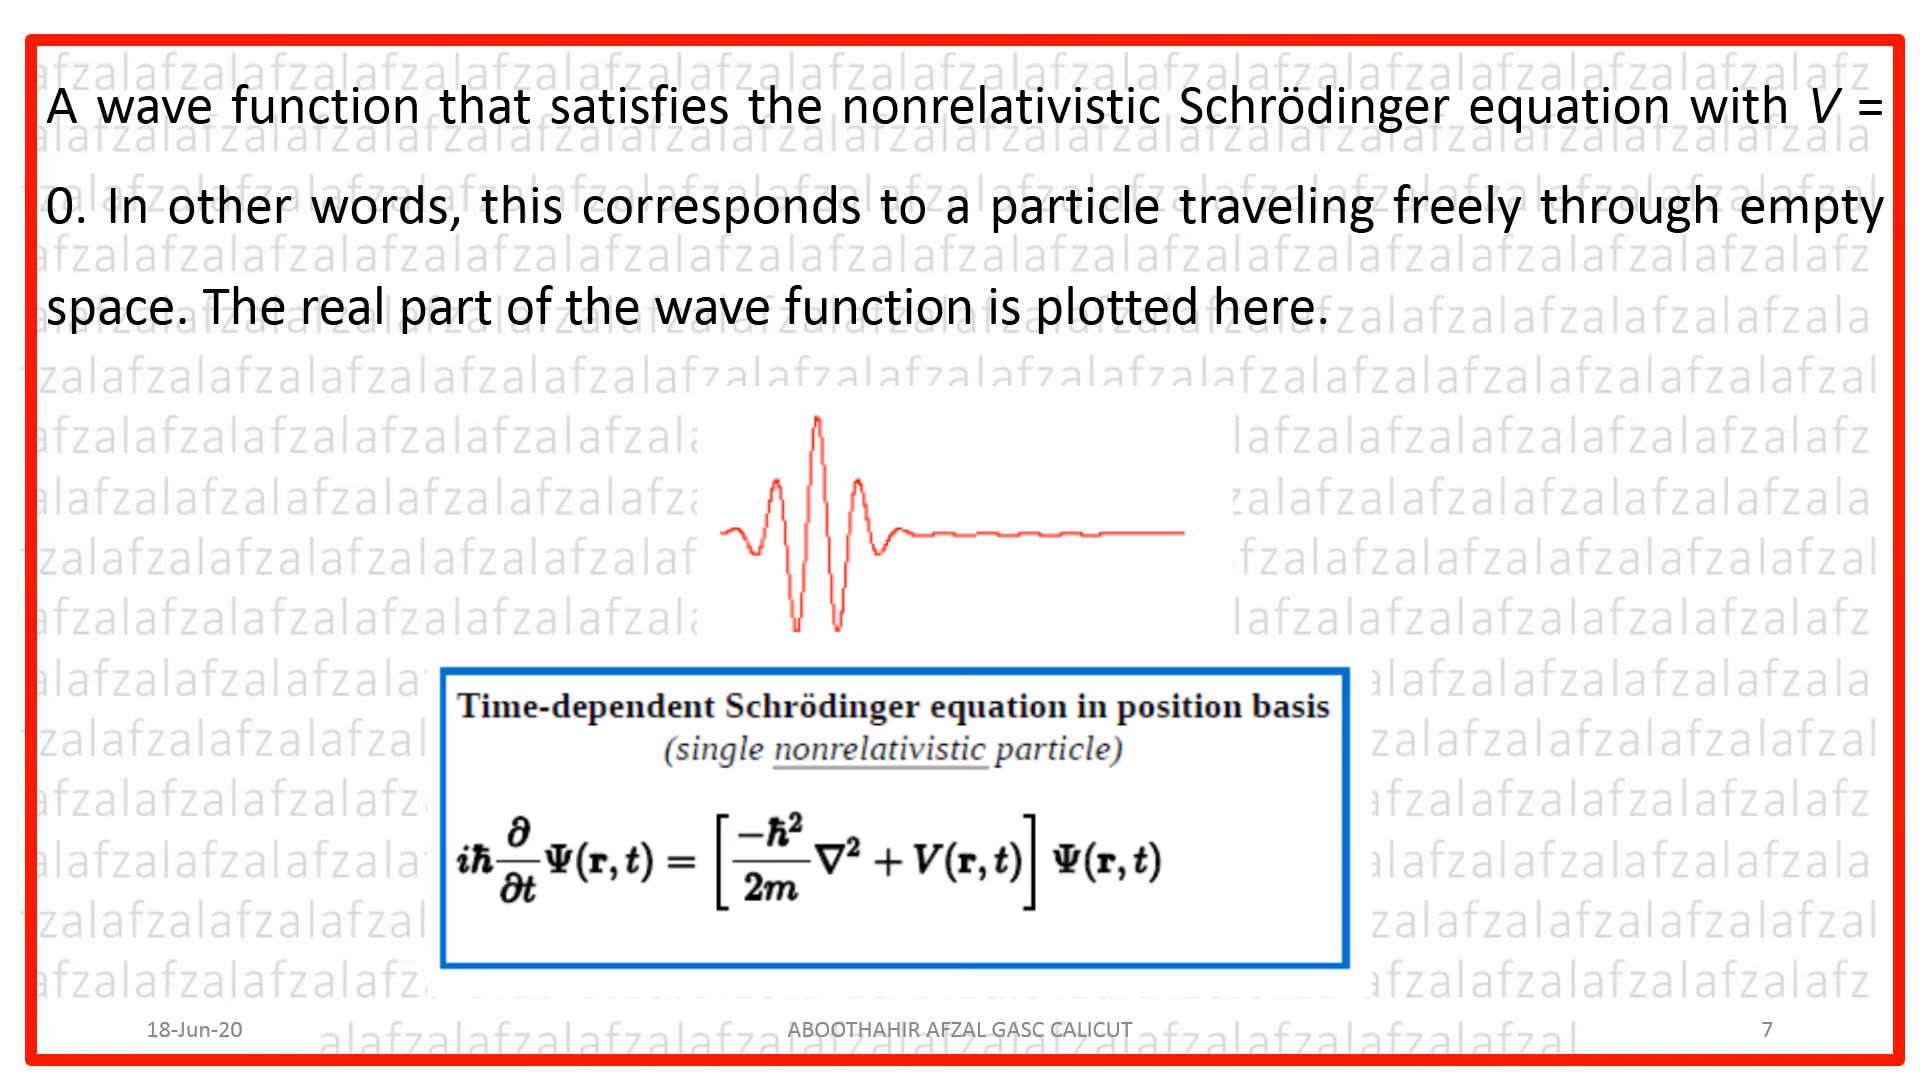 A wave function that satisfies the nonrelativistic Schrödinger equation with V =
0. In other words, this corresponds to a particle traveling freely through empty
space. The real part of the wave function is plotted here.
Time-dependent Schrödinger equation in position basis
(single nonrelativistic particle)
iħ ∂/∂t Ψ(r, t) = [ −ħ²/2m ∇² + V(r, t) ] Ψ(r, t)
18-Jun-20
ABOOTHAHIR AFZAL GASC CALICUT
7